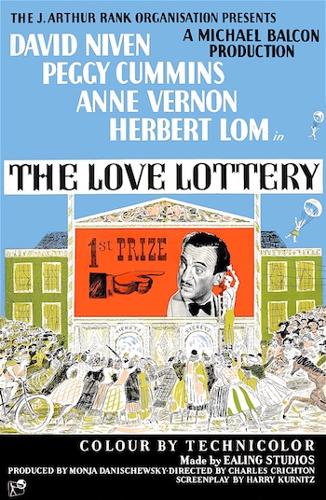 THE J. ARTHUR RANK ORGANISATION PRESENTS
DAVID NIVEN
A MICHAEL BALCON
PRODUCTION
PEGGY CUMMINS
ANNE VERNON
HERBERT LOM in
THE LOVE LOTTERY
1st PRIZE
TICKETS
COLOUR BY TECHNICOLOR
Made by EALING STUDIOS
PRODUCED BY MONJA DANISCHEWSKY·DIRECTED BY CHARLES CRICHTON
SCREENPLAY BY HARRY KURNITZ